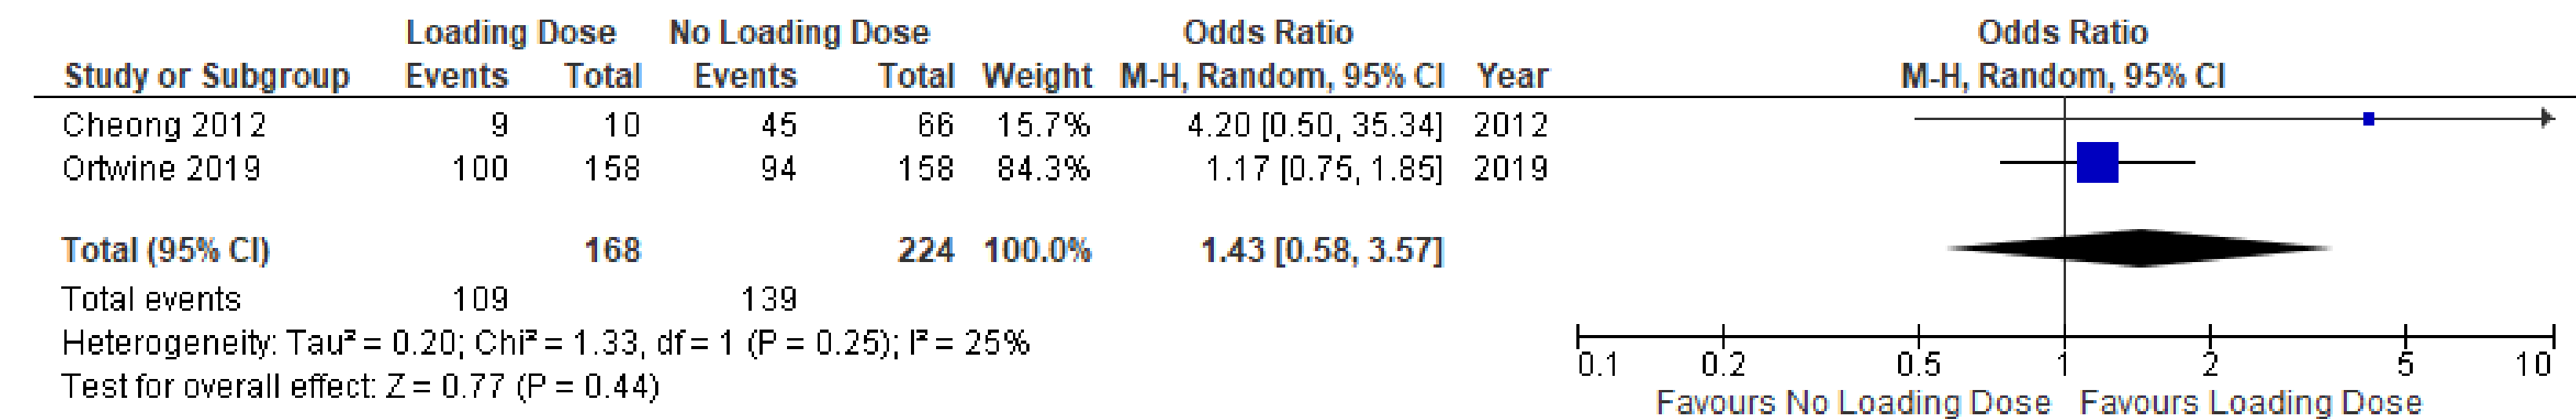 Loading Dose No Loading Dose Odds Ratio Odds Ratio
Study or Subgroup Events Total Events Total Weight M-H, Random, 95% CI Year M-H, Random, 95% CI
Cheong 2012 9 10 45 66 15.7% 4.20 [0.50, 35.34] 2012
Ortwine 2019 100 158 94 158 84.3% 1.17 [0.75, 1.85] 2019
Total (95% CI) 168 224 100.0% 1.43 [0.58, 3.57]
Total events 109 139
Heterogeneity: Tau² = 0.20; Chi² = 1.33, df = 1 (P = 0.25); I² = 25%
Test for overall effect: Z = 0.77 (P = 0.44)
0.1 0.2 0.5 1 2 5 10
Favours No Loading Dose Favours Loading Dose